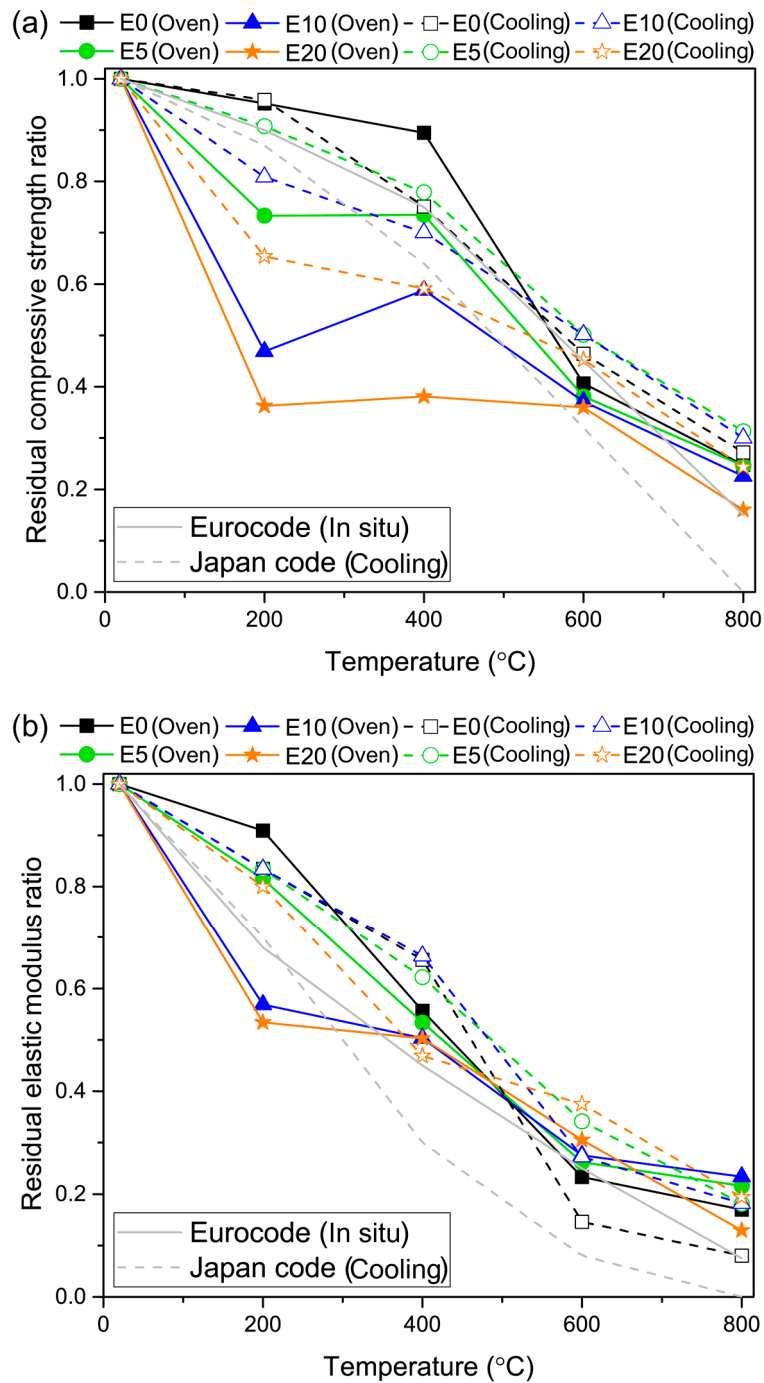 (a)
E0 (Oven) E10 (Oven) E0 (Cooling) E10 (Cooling)
E5 (Oven) E20 (Oven) E5 (Cooling) E20 (Cooling)
1.0
0.8
0.6
0.4
0.2
0.0
Residual compressive strength ratio
Eurocode (In situ)
Japan code (Cooling)
0 200 400 600 800
Temperature (°C)
(b)
E0 (Oven) E10 (Oven) E0 (Cooling) E10 (Cooling)
E5 (Oven) E20 (Oven) E5 (Cooling) E20 (Cooling)
1.0
0.8
0.6
0.4
0.2
0.0
Residual elastic modulus ratio
Eurocode (In situ)
Japan code (Cooling)
0 200 400 600 800
Temperature (°C)